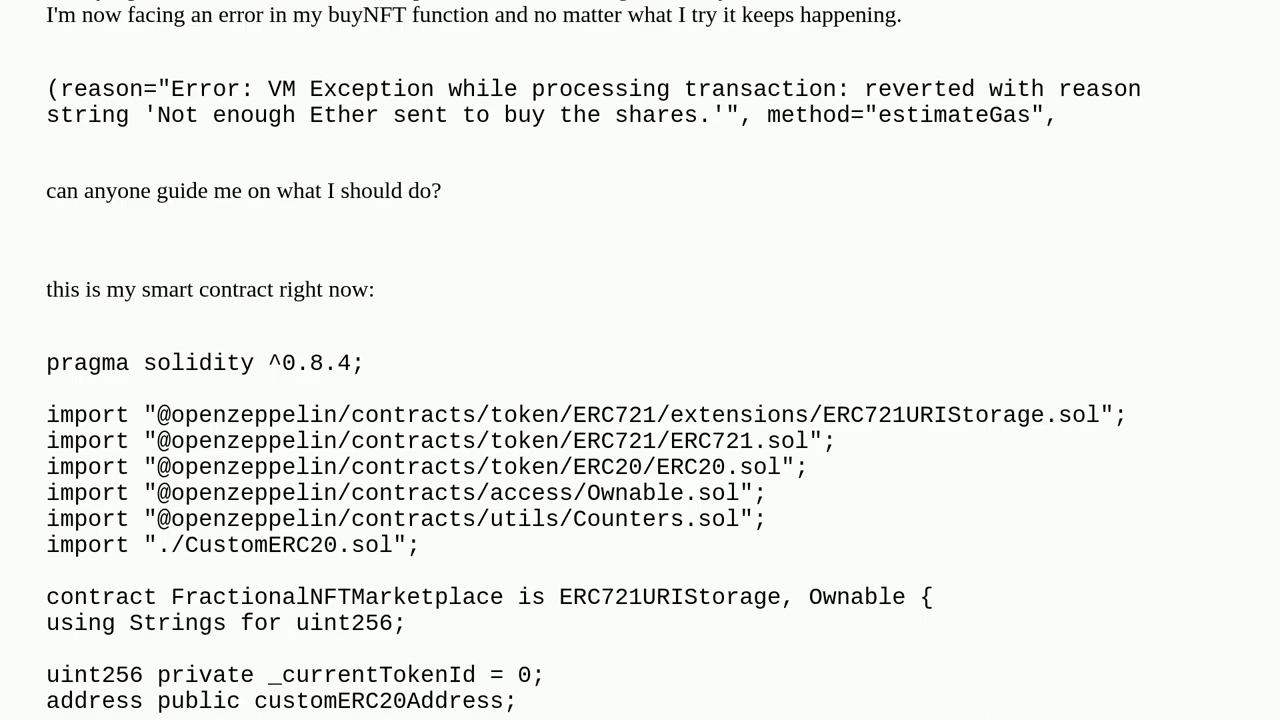 I'm now facing an error in my buyNFT function and no matter what I try it keeps happening.
(reason="Error: VM Exception while processing transaction: reverted with reason
string 'Not enough Ether sent to buy the shares.'", method="estimateGas",
can anyone guide me on what I should do?
this is my smart contract right now:
pragma solidity ^0.8.4;
import "@openzeppelin/contracts/token/ERC721/extensions/ERC721URIStorage.sol";
import "@openzeppelin/contracts/token/ERC721/ERC721.sol";
import "@openzeppelin/contracts/token/ERC20/ERC20.sol";
import "@openzeppelin/contracts/access/Ownable.sol";
import "@openzeppelin/contracts/utils/Counters.sol";
import "./CustomERC20.sol";
contract FractionalNFTMarketplace is ERC721URIStorage, Ownable {
using Strings for uint256;
uint256 private _currentTokenId = 0;
address public customERC20Address;